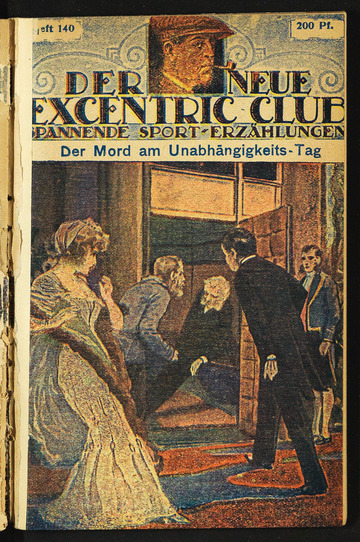 Heft 140
200 Pf.
DER NEUE
EXCENTRIC CLUB
SPANNENDE SPORT-ERZÄHLUNGEN
Der Mord am Unabhängigkeits-Tag